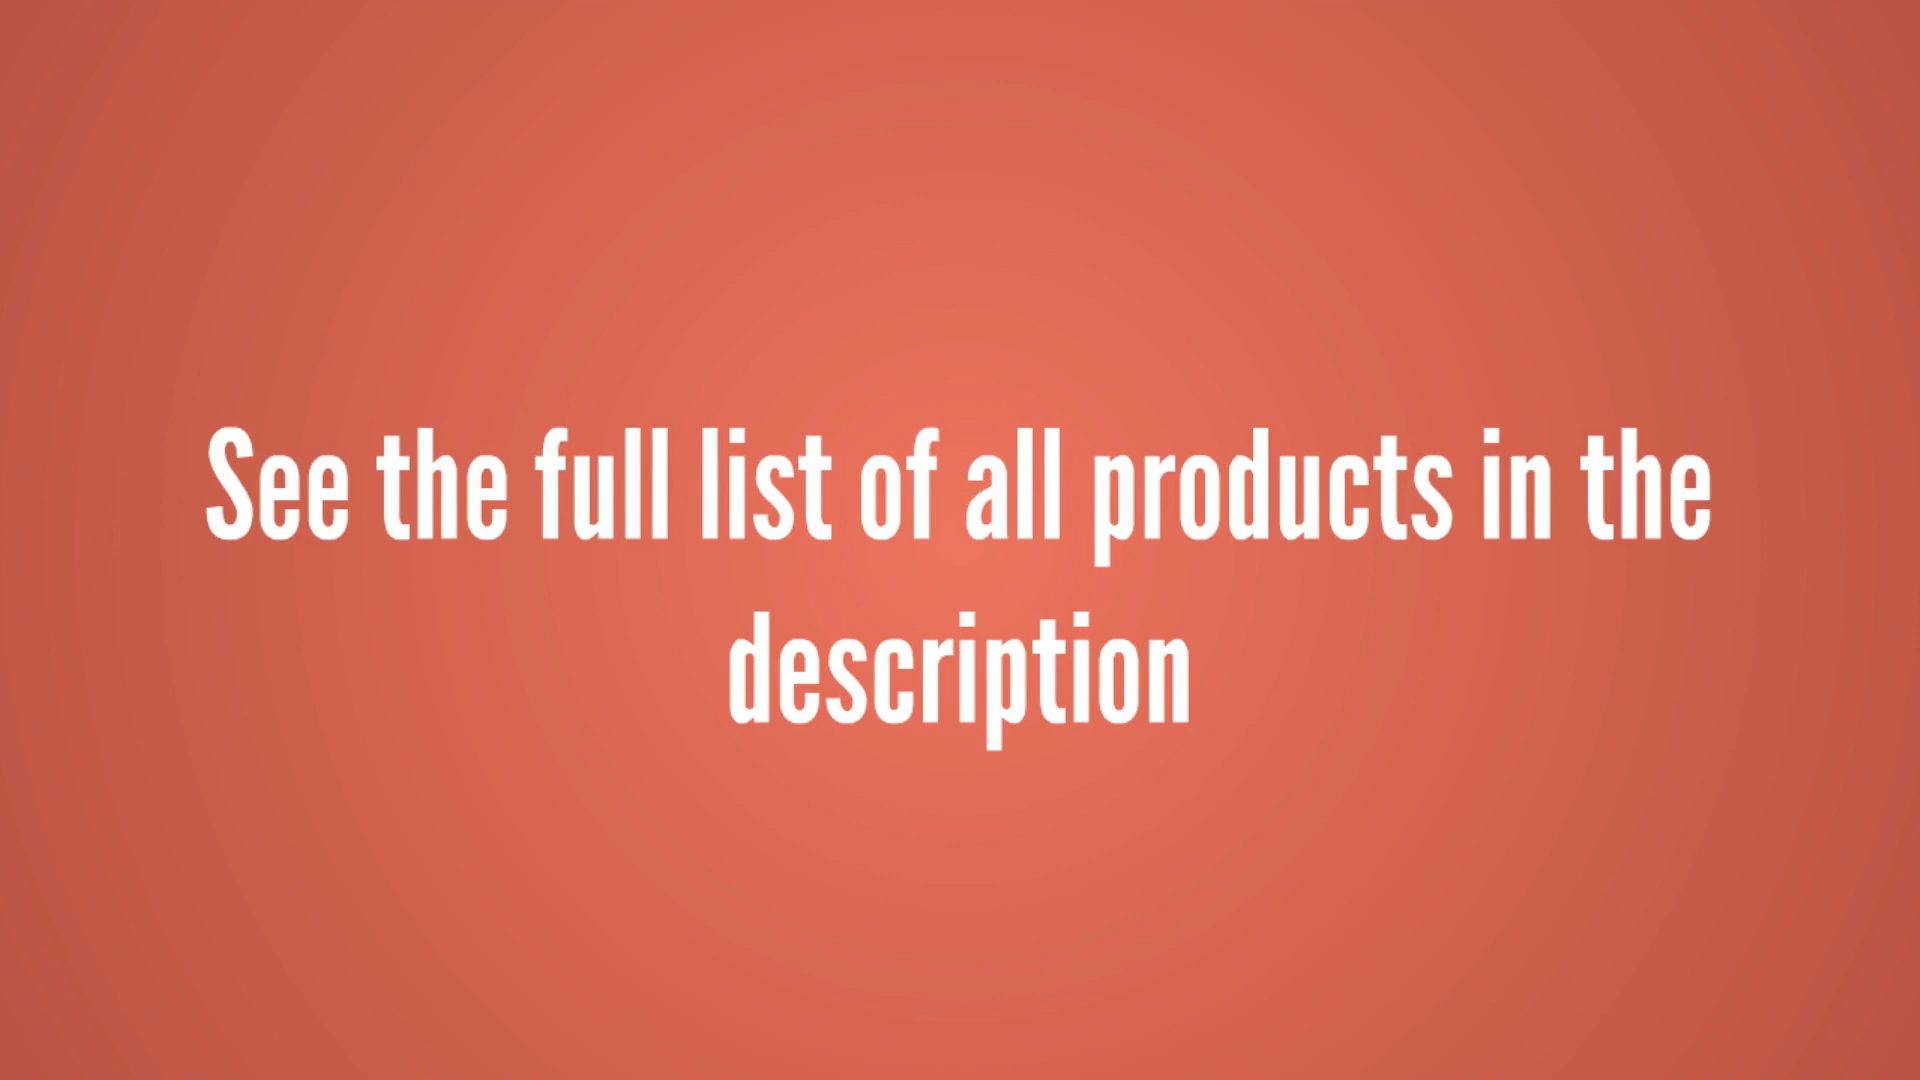 See the full list of all products in the
description